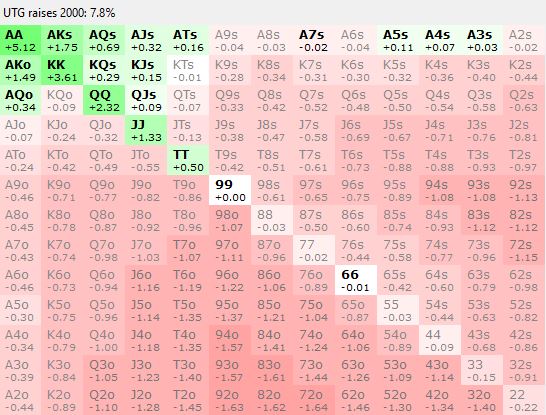 UTG raises 2000: 7.8%
AA AKs AQs AJs ATs A9s A8s A7s A6s A5s A4s A3s A2s
+5.12 +1.75 +0.69 +0.32 +0.16 -0.04 -0.03 -0.02 -0.04 +0.11 +0.07 +0.03 -0.02
AKo KK KQs KJs KTs K9s K8s K7s K6s K5s K4s K3s K2s
+1.49 +3.61 +0.29 +0.15 -0.01 -0.28 -0.34 -0.31 -0.30 -0.32 -0.36 -0.40 -0.44
AQo KQo QQ QJs QTs Q9s Q8s Q7s Q6s Q5s Q4s Q3s Q2s
+0.34 -0.09 +2.32 +0.09 -0.07 -0.33 -0.42 -0.52 -0.48 -0.50 -0.54 -0.58 -0.63
AJo KJo QJo JJ JTs J9s J8s J7s J6s J5s J4s J3s J2s
-0.07 -0.24 -0.32 +1.33 -0.13 -0.38 -0.47 -0.58 -0.69 -0.67 -0.71 -0.76 -0.81
ATo KTo QTo JTo TT T9s T8s T7s T6s T5s T4s T3s T2s
-0.24 -0.42 -0.49 -0.55 +0.50 -0.42 -0.51 -0.61 -0.73 -0.88 -0.88 -0.93 -0.97
A9o K9o Q9o J9o T9o 99 98s 97s 96s 95s 94s 93s 92s
-0.46 -0.71 -0.77 -0.82 -0.86 +0.00 -0.61 -0.65 -0.75 -0.89 -1.08 -1.08 -1.13
A8o K8o Q8o J8o T8o 98o 88 87s 86s 85s 84s 83s 82s
-0.45 -0.78 -0.87 -0.92 -0.96 -1.07 -0.03 -0.50 -0.60 -0.74 -0.93 -1.12 -1.12
A7o K7o Q7o J7o T7o 97o 87o 77 76s 75s 74s 73s 72s
-0.43 -0.74 -0.98 -1.03 -1.07 -1.11 -0.96 -0.02 -0.44 -0.58 -0.77 -0.96 -1.15
A6o K6o Q6o J6o T6o 96o 86o 76o 66 65s 64s 63s 62s
-0.46 -0.73 -0.94 -1.16 -1.19 -1.22 -1.06 -0.89 -0.01 -0.42 -0.60 -0.79 -0.98
A5o K5o Q5o J5o T5o 95o 85o 75o 65o 55 54s 53s 52s
-0.30 -0.75 -0.96 -1.14 -1.35 -1.37 -1.21 -1.04 -0.87 -0.03 -0.44 -0.63 -0.82
A4o K4o Q4o J4o T4o 94o 84o 74o 64o 54o 44 43s 42s
-0.34 -0.79 -1.00 -1.18 -1.35 -1.57 -1.41 -1.24 -1.06 -0.89 -0.09 -0.68 -0.86
A3o K3o Q3o J3o T3o 93o 83o 73o 63o 53o 43o 33 32s
-0.39 -0.84 -1.05 -1.23 -1.40 -1.57 -1.61 -1.44 -1.26 -1.09 -1.14 -0.15 -0.91
A2o K2o Q2o J2o T2o 92o 82o 72o 62o 52o 42o 32o 22
-0.44 -0.89 -1.10 -1.28 -1.45 -1.63 -1.62 -1.64 -1.46 -1.30 -1.34 -1.40 -0.22